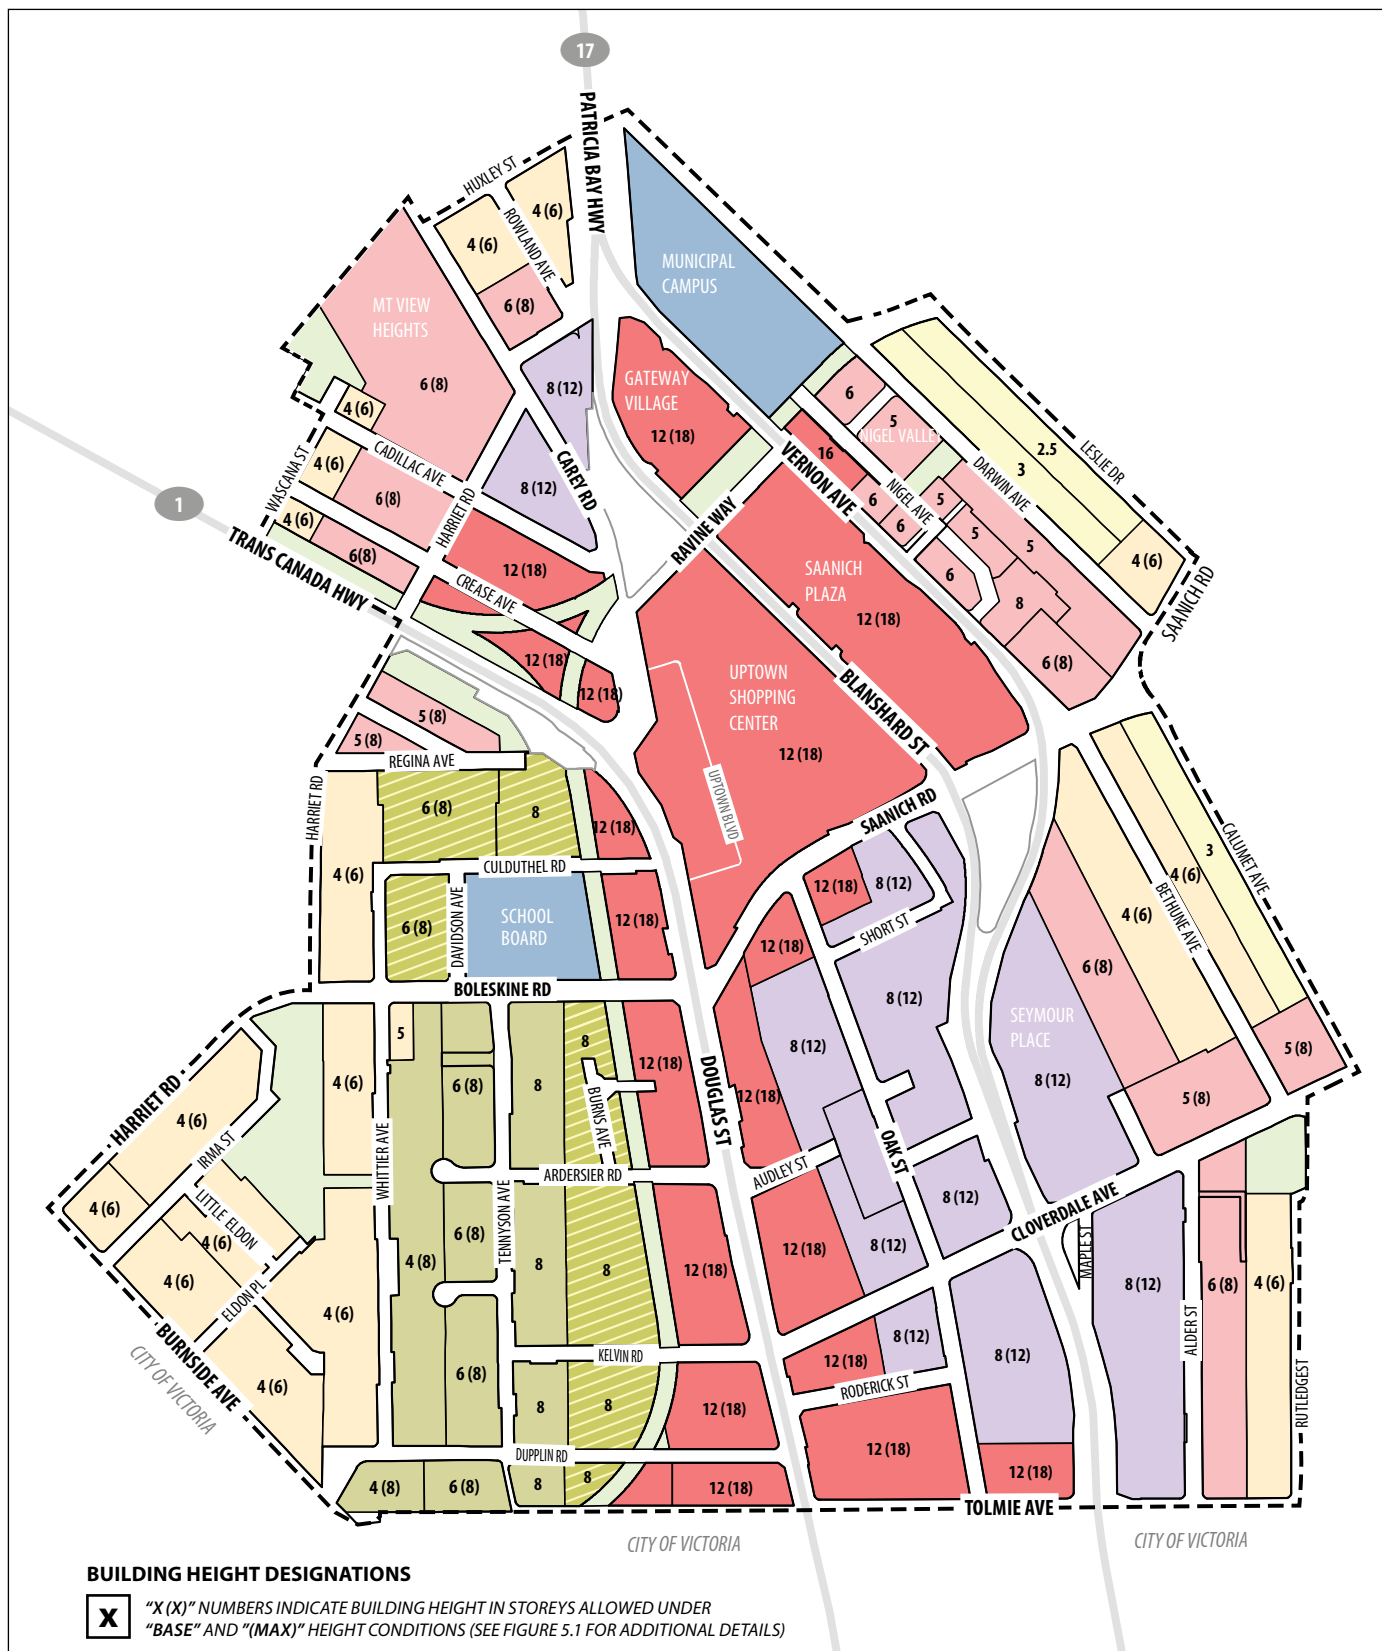 17
PATRICIA BAY HWY
HUXLEY ST
ROWLAND AVE
4 (6)
4 (6)
6 (8)
MUNICIPAL
CAMPUS
MT VIEW
HEIGHTS
6 (8)
8 (12)
GATEWAY
VILLAGE
12 (18)
4 (6)
CADILLAC AVE
4 (6)
6 (8)
WASCANA ST
HARRIET RD
8 (12)
CAREY RD
4 (6)
6(8)
1
TRANS CANADA HWY
12 (18)
CREASE AVE
12 (18)
12 (18)
RAVINE WAY
VERNON AVE
16
6
5
NIGEL VALLEY
NIGEL AVE
DARWIN AVE
3
2.5
LESLIE DR
6
6
5
5
5
6
8
6 (8)
4 (6)
SAANICH RD
SAANICH
PLAZA
12 (18)
BLANSHARD ST
UPTOWN
SHOPPING
CENTER
12 (18)
UPTOWN BLVD
5 (8)
5 (8)
REGINA AVE
HARRIET RD
6 (8)
8
12 (18)
CULDUTHEL RD
4 (6)
6 (8)
DAVIDSON AVE
SCHOOL
BOARD
12 (18)
BOLESKINE RD
SAANICH RD
12 (18)
8 (12)
SHORT ST
12 (18)
8 (12)
8 (12)
12 (18)
SEYMOUR
PLACE
8 (12)
6 (8)
4 (6)
BETHUNE AVE
4 (6)
3
CALUMET AVE
5 (8)
5 (8)
HARRIET RD
4 (6)
IRMA ST
4 (6)
LITTLE ELDON
4 (6)
4 (6)
ELDON PL
4 (6)
BURNSIDE AVE
CITY OF VICTORIA
4 (6)
4 (6)
WHITTIER AVE
5
6 (8)
4 (8)
6 (8)
6 (8)
TENNYSON AVE
8
8
BURNS AVE
ARDERSIER RD
8
8
12 (18)
12 (18)
DOUGLAS ST
KELVIN RD
8
8
12 (18)
DUPPLIN RD
4 (8)
6 (8)
8
8
12 (18)
AUDLEY ST
OAK ST
12 (18)
8 (12)
8 (12)
CLOVERDALE AVE
MAPLE ST
12 (18)
8 (12)
RODERICK ST
8 (12)
12 (18)
12 (18)
TOLMIE AVE
8 (12)
ALDER ST
6 (8)
4 (6)
RUTLEDGEST
CITY OF VICTORIA
CITY OF VICTORIA
BUILDING HEIGHT DESIGNATIONS
X
"X (X)" NUMBERS INDICATE BUILDING HEIGHT IN STOREYS ALLOWED UNDER
"BASE" AND "(MAX)" HEIGHT CONDITIONS (SEE FIGURE 5.1 FOR ADDITIONAL DETAILS)